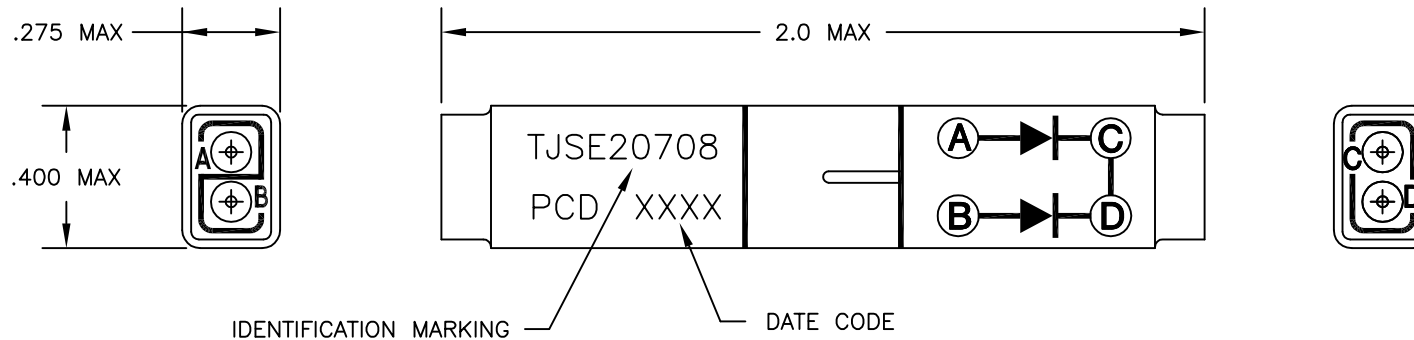 .275 MAX
2.0 MAX
.400 MAX
A
B
TJSE20708
PCD XXXX
A C
B D
C
D
IDENTIFICATION MARKING
DATE CODE